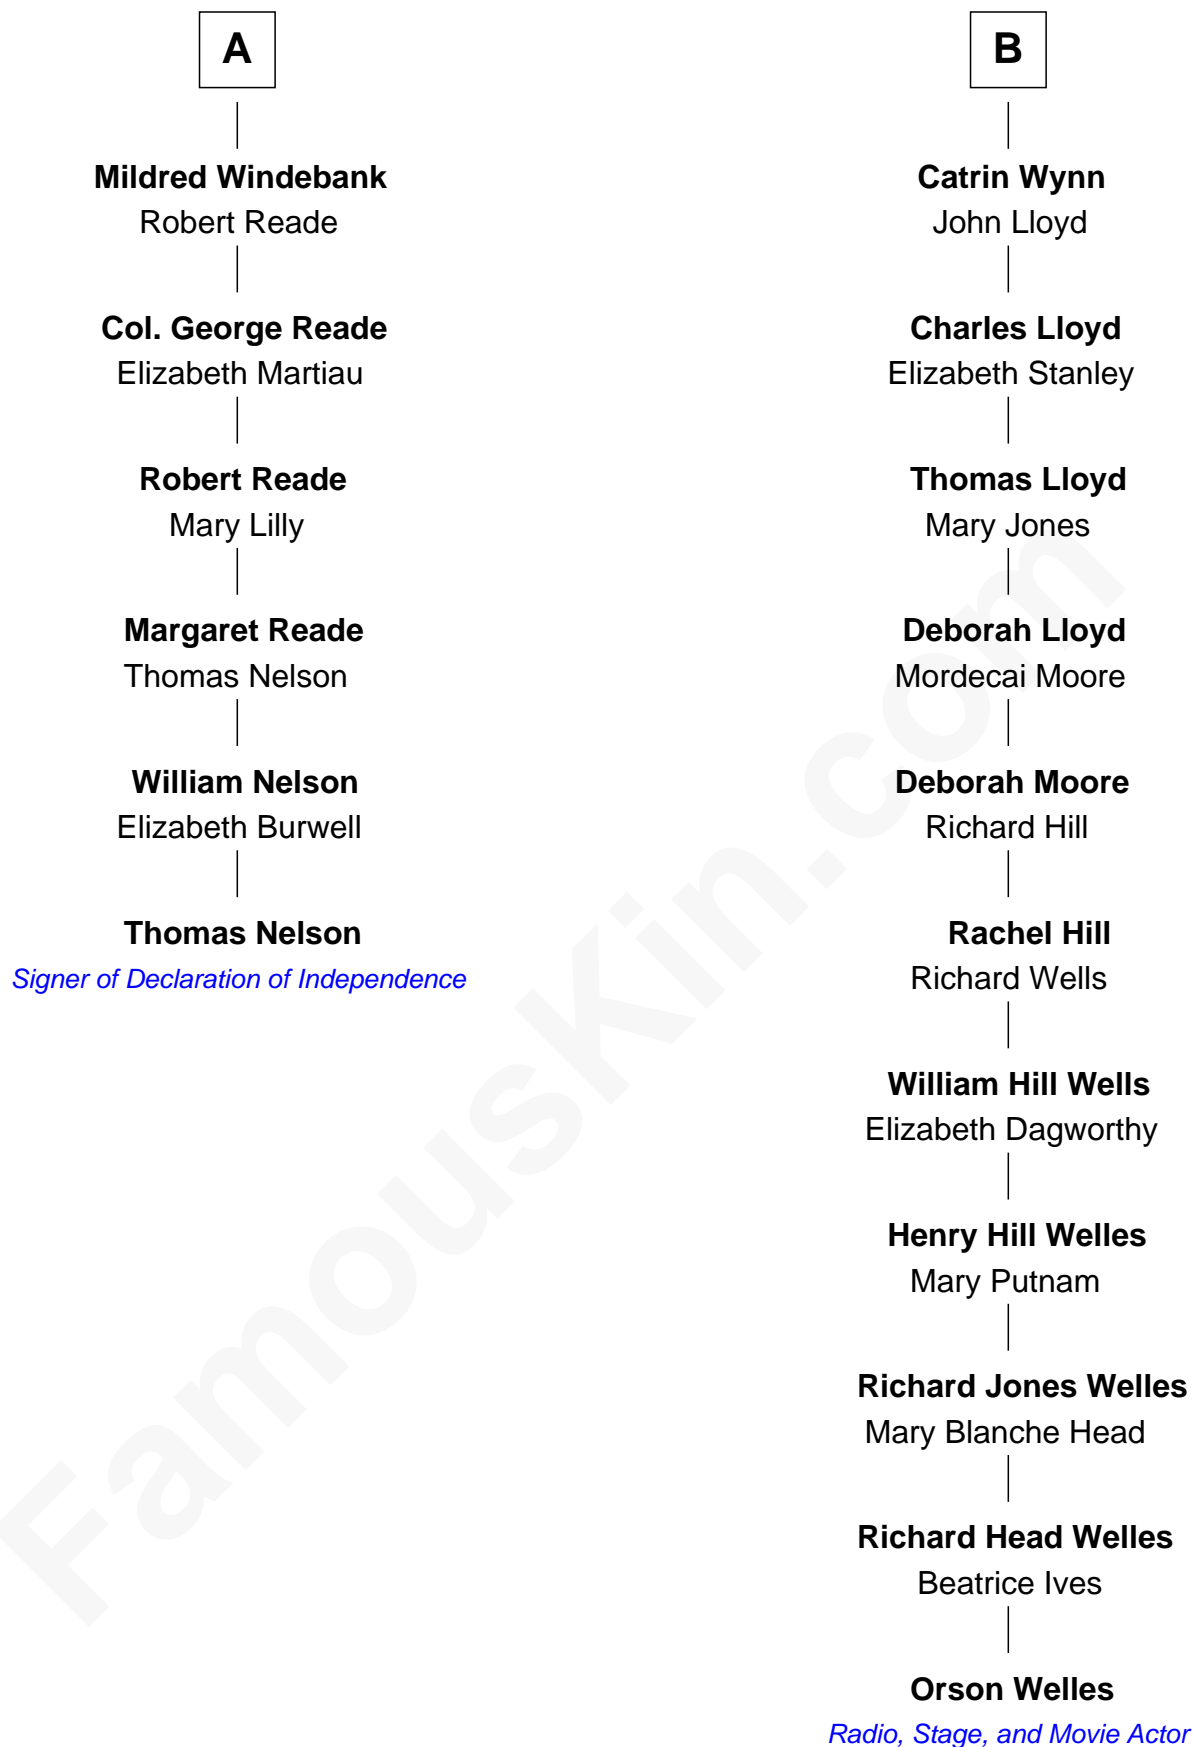 A
Mildred Windebank
Robert Reade
Col. George Reade
Elizabeth Martiau
Robert Reade
Mary Lilly
Margaret Reade
Thomas Nelson
William Nelson
Elizabeth Burwell
Thomas Nelson
Signer of Declaration of Independence
B
Catrin Wynn
John Lloyd
Charles Lloyd
Elizabeth Stanley
Thomas Lloyd
Mary Jones
Deborah Lloyd
Mordecai Moore
Deborah Moore
Richard Hill
Rachel Hill
Richard Wells
William Hill Wells
Elizabeth Dagworthy
Henry Hill Welles
Mary Putnam
Richard Jones Welles
Mary Blanche Head
Richard Head Welles
Beatrice Ives
Orson Welles
Radio, Stage, and Movie Actor
FamousKin.com